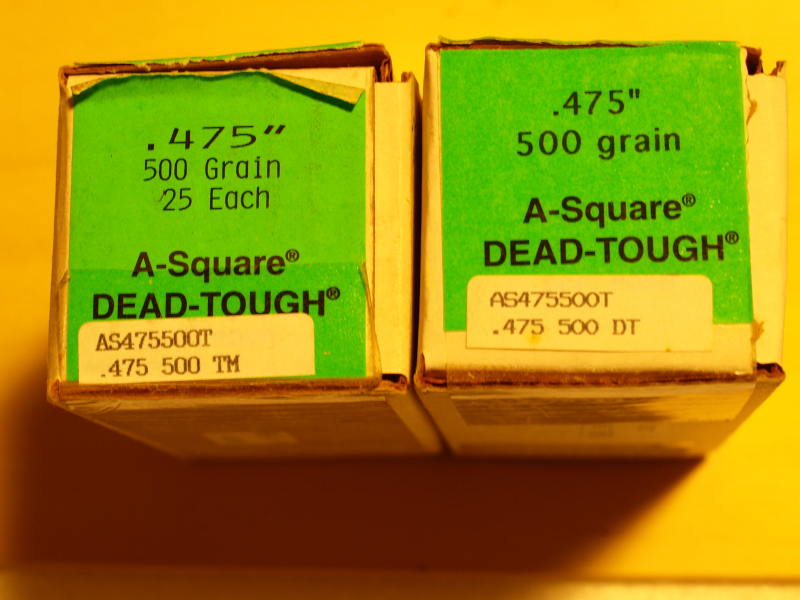 .475"
500 Grain
25 Each
A-Square®
DEAD-TOUGH®
AS475500T
.475 500 TM
.475"
500 grain
A-Square®
DEAD-TOUGH®
AS475500T
.475 500 DT